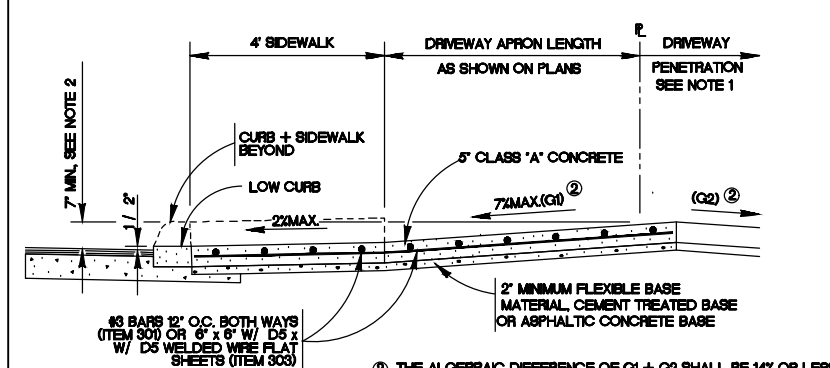 4' SIDEWALK
DRIVEWAY APRON LENGTH
AS SHOWN ON PLANS
PL
DRIVEWAY
PENETRATION
SEE NOTE 1
7" MIN., SEE NOTE 2
1/2"
CURB + SIDEWALK
BEYOND
LOW CURB
2%MAX.
5" CLASS "A" CONCRETE
7%MAX.(G1) ②
(G2) ②
#3 BARS 12" O.C. BOTH WAYS
(ITEM 301) OR 6" x 6" W/ D5 x
W/ D5 WELDED WIRE FLAT
SHEETS (ITEM 303)
2" MINIMUM FLEXIBLE BASE
MATERIAL, CEMENT TREATED BASE
OR ASPHALTIC CONCRETE BASE
② THE ALGEBRAIC DIFFERENCE OF G1 + G2 SHALL BE 14% OR LESS